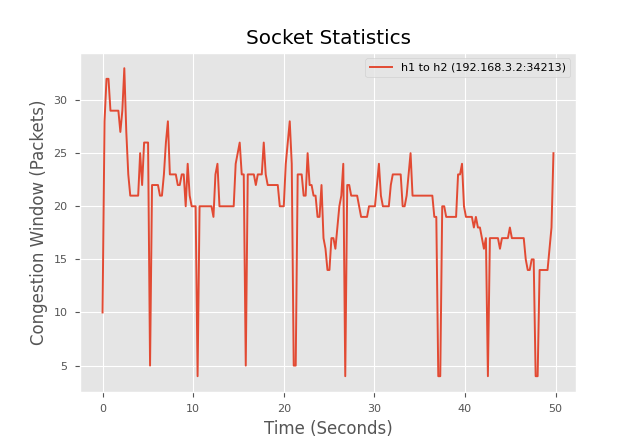 Socket Statistics
h1 to h2 (192.168.3.2:34213)
Congestion Window (Packets)
30
25
20
15
10
5
0 10 20 30 40 50
Time (Seconds)